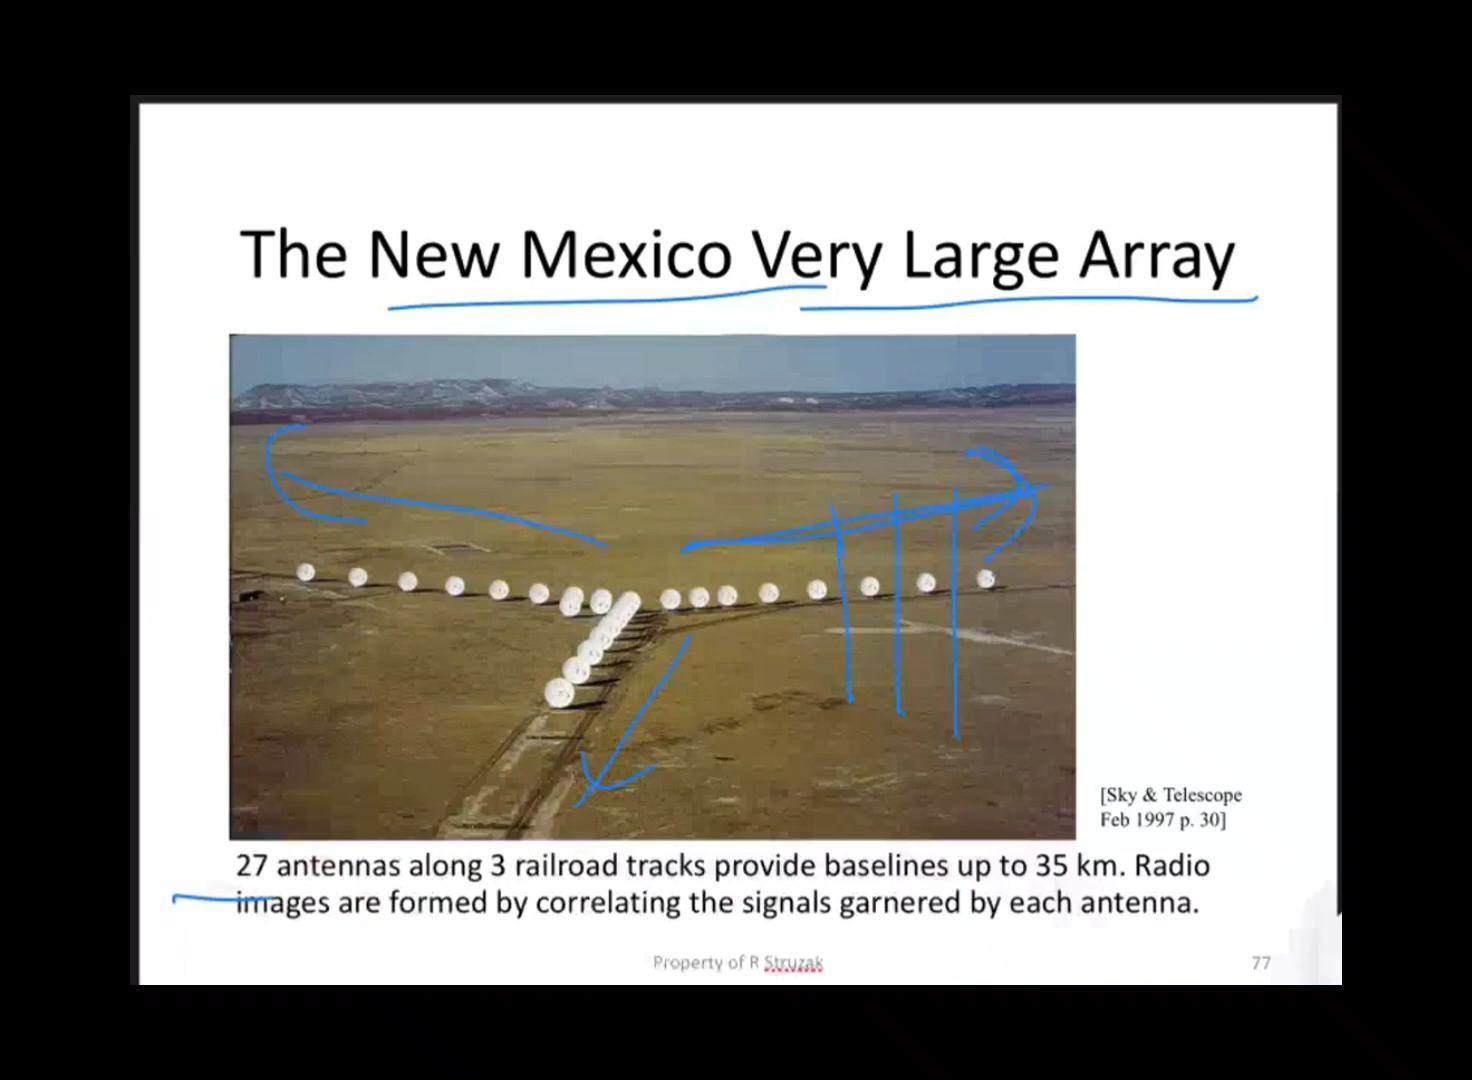 The New Mexico Very Large Array
[Sky & Telescope
Feb 1997 p. 30]
27 antennas along 3 railroad tracks provide baselines up to 35 km. Radio
images are formed by correlating the signals garnered by each antenna.
Property of R Struzak
77